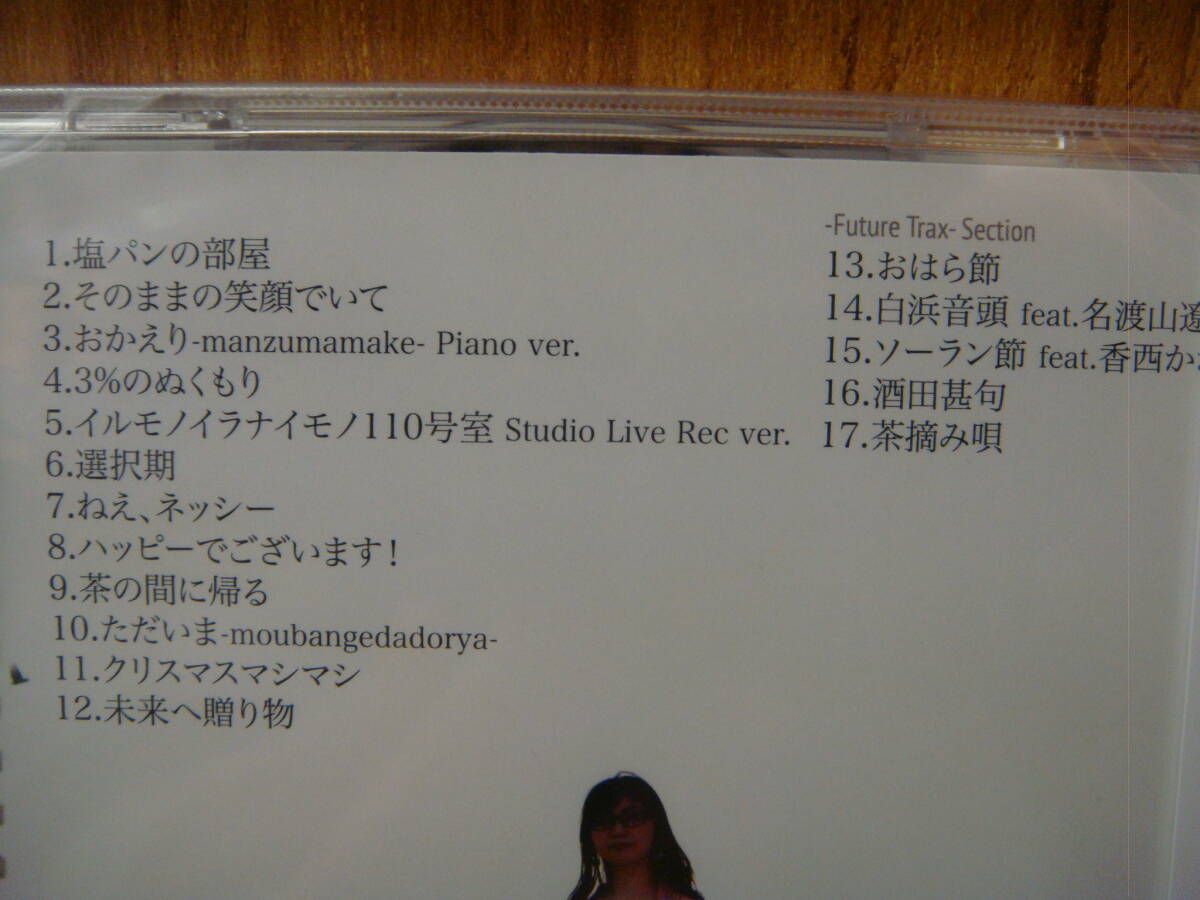 1.塩パンの部屋
2.そのままの笑顔でいて
3.おかえり-manzumamake- Piano ver.
4.3%のぬくもり
5.イルモノイラナイモノ110号室 Studio Live Rec ver.
6.選択期
7.ねえ、ネッシー
8.ハッピーでございます!
9.茶の間に帰る
10.ただいま-moubangedadorya-
11.クリスマスマシマシ
12.未来へ贈り物
-Future Trax- Section
13.おはら節
14.白浜音頭 feat.名渡山遼
15.ソーラン節 feat.香西か
16.酒田甚句
17.茶摘み唄